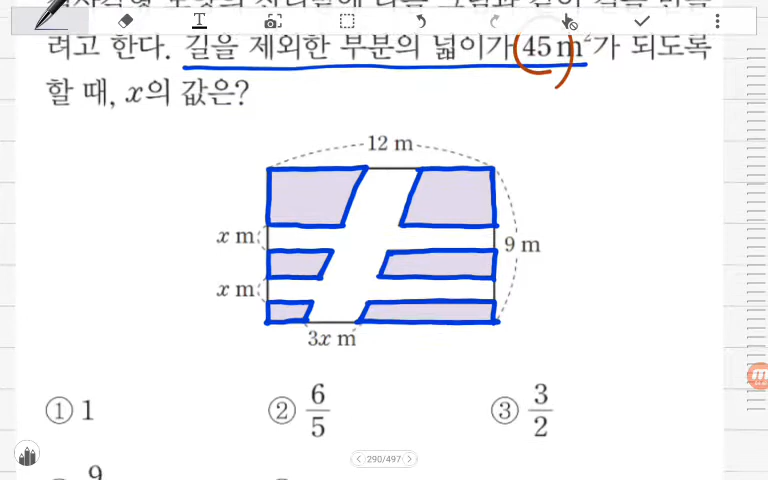 려고 한다. 길을 제외한 부분의 넓이가 45 m²가 되도록
할 때, x의 값은?
12 m
x m
9 m
x m
3x m
① 1
② 6/5
③ 3/2
9
290/497